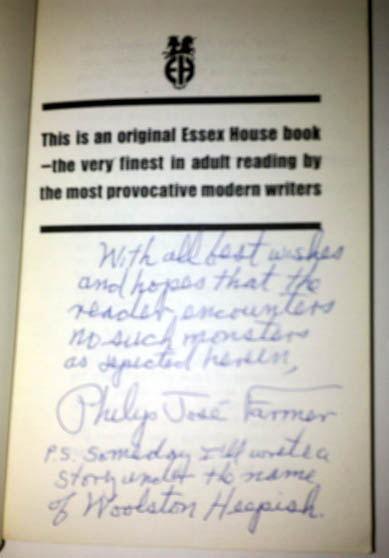 EH
This is an original Essex House book
—the very finest in adult reading by
the most provocative modern writers
With all best wishes
and hopes that the
reader encounters
no such monsters
as depicted herein,
Philip José Farmer
P.S. Someday I'll write a
story under the name
of Woolston Heepish.